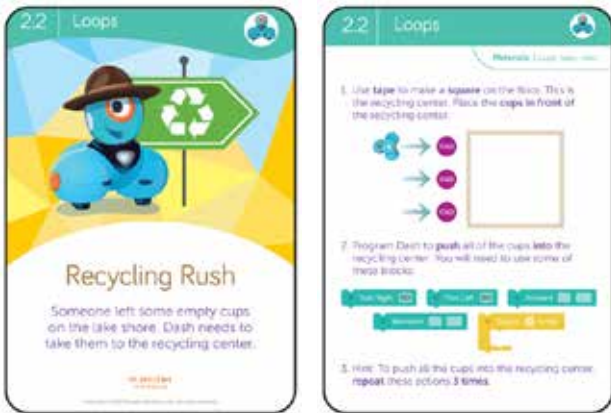 2.2 Loops
Recycling Rush
Someone left some empty cups
on the lake shore. Dash needs to
take them to the recycling center.
2.2 Loops
Materials
1. Use tape to make a square on the floor. This is
the recycling center. Place the cups in front of
the recycling center.
2. Program Dash to push all of the cups into the
recycling center. You will need to use some of
these blocks:
Turn Right
Turn Left
Forward
3. Hint: To push all the cups into the recycling center,
repeat these actions 3 times.